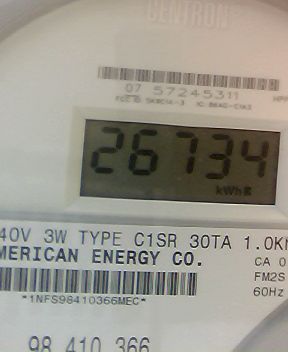 CENTRON
07 57245311
26734
kWh
40V 3W TYPE C1SR 30TA 1.0K
MERICAN ENERGY CO.
CA 0
FM2S
60Hz
*1NFS98410366MEC*
98 410 366